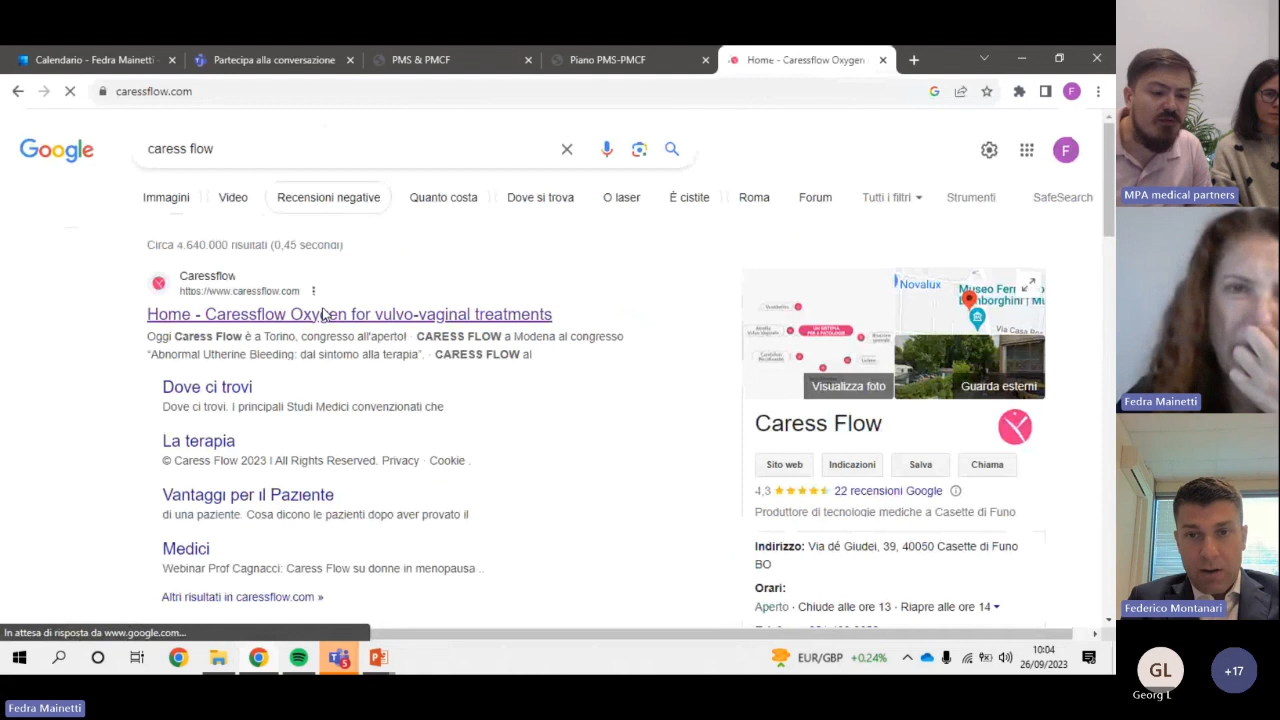 Calendario - Fedra Mainetti -
Partecipa alla conversazione
PMS & PMCF
Piano PMS-PMCF
Home - Caressflow Oxygen
caressflow.com
Google
caress flow
F
Immagini
Video
Recensioni negative
Quanto costa
Dove si trova
O laser
È cistite
Roma
Forum
Tutti i filtri
Strumenti
SafeSearch
Circa 4.640.000 risultati (0,45 secondi)
Caressflow
https://www.caressflow.com
Home - Caressflow Oxygen for vulvo-vaginal treatments
Oggi Caress Flow è a Torino, congresso all'aperto! · CARESS FLOW a Modena al congresso
“Abnormal Utherine Bleeding: dal sintomo alla terapia”. · CARESS FLOW al
Dove ci trovi
Dove ci trovi. I principali Studi Medici convenzionati che
La terapia
© Caress Flow 2023 I All Rights Reserved. Privacy · Cookie .
Vantaggi per il Paziente
di una paziente. Cosa dicono le pazienti dopo aver provato il
Medici
Webinar Prof Cagnacci: Caress Flow su donne in menopausa ..
Altri risultati in caressflow.com »
Novalux
Museo Ferr
Lamborghini | Mu
Via Casa
Visualizza foto
Guarda esterni
Caress Flow
Sito web
Indicazioni
Salva
Chiama
4,3
22 recensioni Google
Produttore di tecnologie mediche a Casette di Funo
Indirizzo: Via dé Giudei, 39, 40050 Casette di Funo
BO
Orari:
Aperto · Chiude alle ore 13 · Riapre alle ore 14
In attesa di risposta da www.google.com...
EUR/GBP +0.24%
10:04
26/09/2023
MPA medical partners
Fedra Mainetti
Federico Montanari
GL
Georg L
+17
Fedra Mainetti